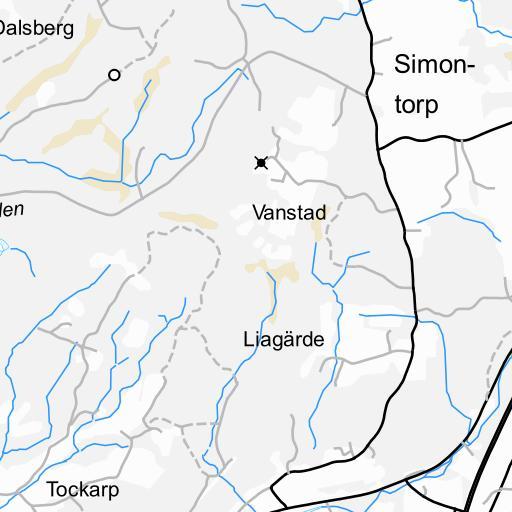 Dalsberg
Simon-
torp
Vanstad
Liagärde
Tockarp